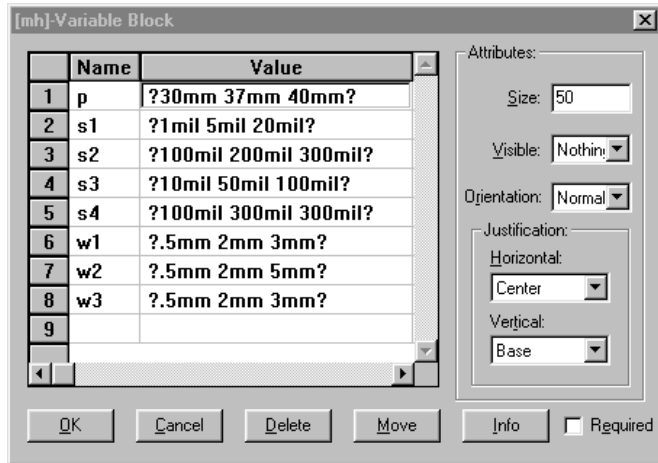 [mh]-Variable Block
Name Value
1 p ?30mm 37mm 40mm?
2 s1 ?1mil 5mil 20mil?
3 s2 ?100mil 200mil 300mil?
4 s3 ?10mil 50mil 100mil?
5 s4 ?100mil 300mil 300mil?
6 w1 ?.5mm 2mm 3mm?
7 w2 ?.5mm 2mm 5mm?
8 w3 ?.5mm 2mm 3mm?
9
Attributes:
Size: 50
Visible: Nothin
Orientation: Normal
Justification:
Horizontal:
Center
Vertical:
Base
OK Cancel Delete Move Info Required